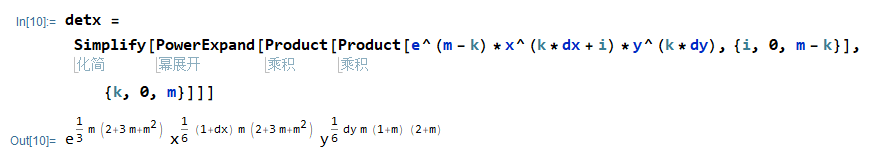 In[10]:= detx =
Simplify[PowerExpand[Product[Product[e^(m - k) * x^(k * dx + i) * y^(k * dy), {i, 0, m - k}],
化简 幂展开 乘积 乘积
{k, 0, m}]]]
Out[10]= e^{\frac{1}{3} m (2+3 m+m^2)} x^{\frac{1}{6} (1+dx) m (2+3 m+m^2)} y^{\frac{1}{6} dy m (1+m) (2+m)}